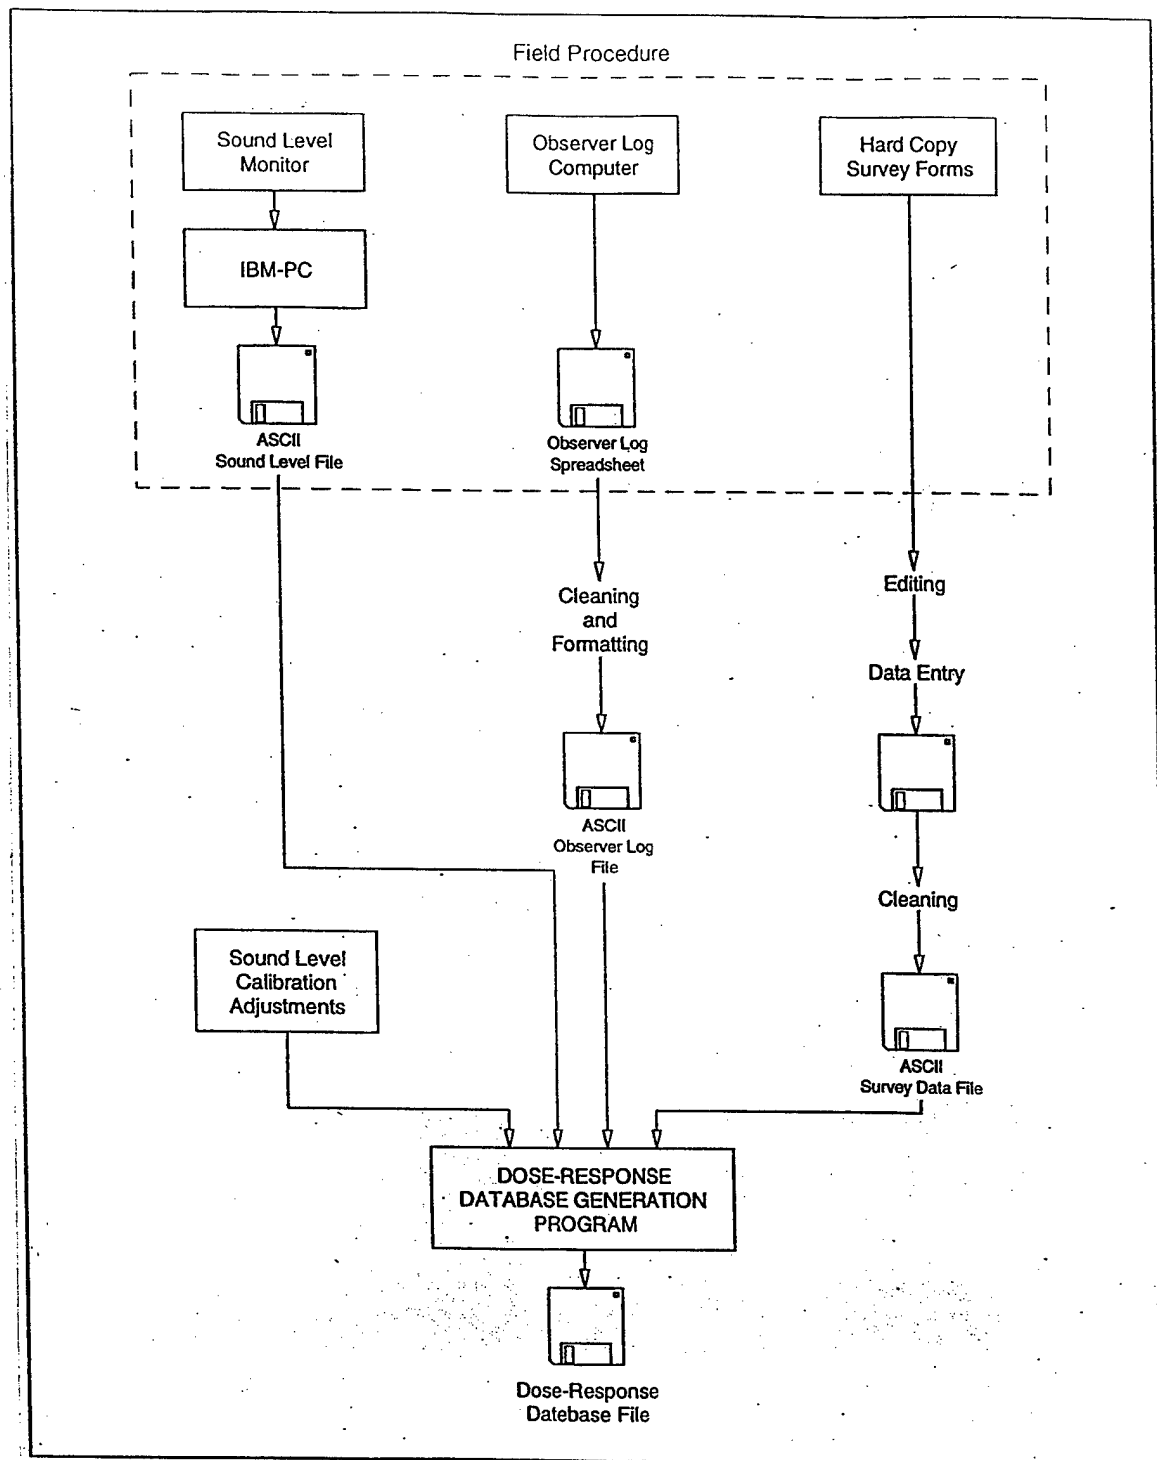 Field Procedure
Sound Level
Monitor
Observer Log
Computer
Hard Copy
Survey Forms
IBM-PC
ASCII
Sound Level File
Observer Log
Spreadsheet
Cleaning
and
Formatting
Editing
Data Entry
ASCII
Observer Log
File
Cleaning
Sound Level
Calibration
Adjustments
ASCII
Survey Data File
DOSE-RESPONSE
DATABASE GENERATION
PROGRAM
Dose-Response
Datebase File